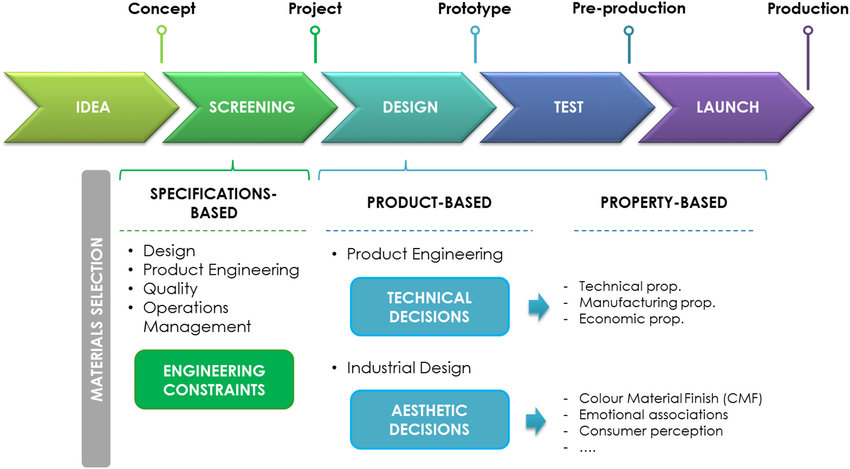 Concept Project Prototype Pre-production Production
IDEA SCREENING DESIGN TEST LAUNCH
MATERIALS SELECTION
SPECIFICATIONS-
BASED
• Design
• Product Engineering
• Quality
• Operations
Management
ENGINEERING
CONSTRAINTS
PRODUCT-BASED
PROPERTY-BASED
• Product Engineering
TECHNICAL
DECISIONS
- Technical prop.
- Manufacturing prop.
- Economic prop.
• Industrial Design
AESTHETIC
DECISIONS
- Colour Material Finish (CMF)
- Emotional associations
- Consumer perception
- ....